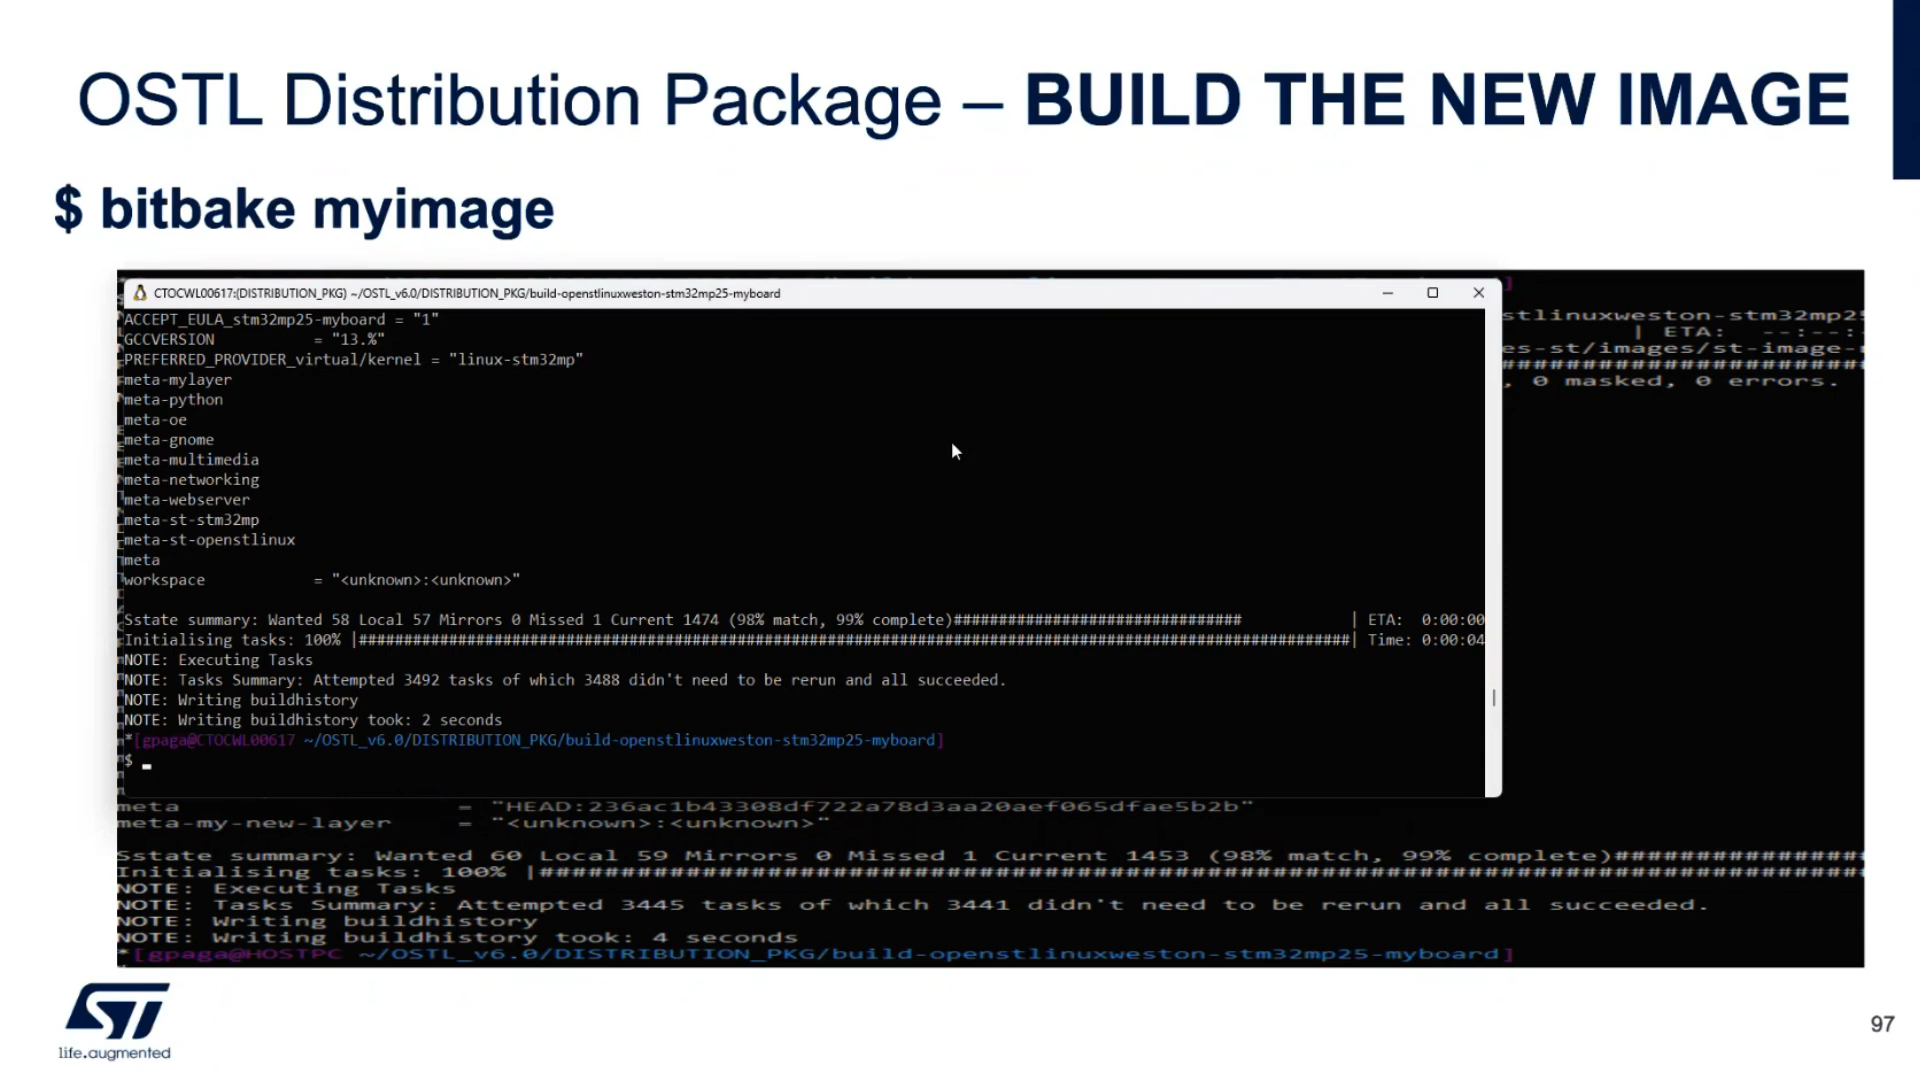 OSTL Distribution Package – BUILD THE NEW IMAGE
$ bitbake myimage
CTOCWL00617:(DISTRIBUTION_PKG) ~/OSTL_v6.0/DISTRIBUTION_PKG/build-openstlinuxweston-stm32mp25-myboard
ACCEPT_EULA_stm32mp25-myboard = "1"
GCCVERSION = "13.%"
PREFERRED_PROVIDER_virtual/kernel = "linux-stm32mp"
meta-mylayer
meta-python
meta-oe
meta-gnome
meta-multimedia
meta-networking
meta-webserver
meta-st-stm32mp
meta-st-openstlinux
meta
workspace = "<unknown>:<unknown>"
Sstate summary: Wanted 58 Local 57 Mirrors 0 Missed 1 Current 1474 (98% match, 99% complete)################################ | ETA: 0:00:00
Initialising tasks: 100% |##############################################################################################################| Time: 0:00:04
NOTE: Executing Tasks
NOTE: Tasks Summary: Attempted 3492 tasks of which 3488 didn't need to be rerun and all succeeded.
NOTE: Writing buildhistory
NOTE: Writing buildhistory took: 2 seconds
*[gpaga@CTOCWL00617 ~/OSTL_v6.0/DISTRIBUTION_PKG/build-openstlinuxweston-stm32mp25-myboard]
$
stlinuxweston-stm32mp25
| ETA: --:--:
es-st/images/st-image-
##########################
, 0 masked, 0 errors.
meta = "HEAD:236ac1b43308df722a78d3aa20aef065dfae5b2b"
meta-my-new-layer = "<unknown>:<unknown>"
Sstate summary: Wanted 60 Local 59 Mirrors 0 Missed 1 Current 1453 (98% match, 99% complete)##################
Initialising tasks: 100% |################################################################################
NOTE: Executing Tasks
NOTE: Tasks Summary: Attempted 3445 tasks of which 3441 didn't need to be rerun and all succeeded.
NOTE: Writing buildhistory
NOTE: Writing buildhistory took: 4 seconds
*[gpaga@HOSTPC ~/OSTL_v6.0/DISTRIBUTION_PKG/build-openstlinuxweston-stm32mp25-myboard]
ST
life.augmented
97